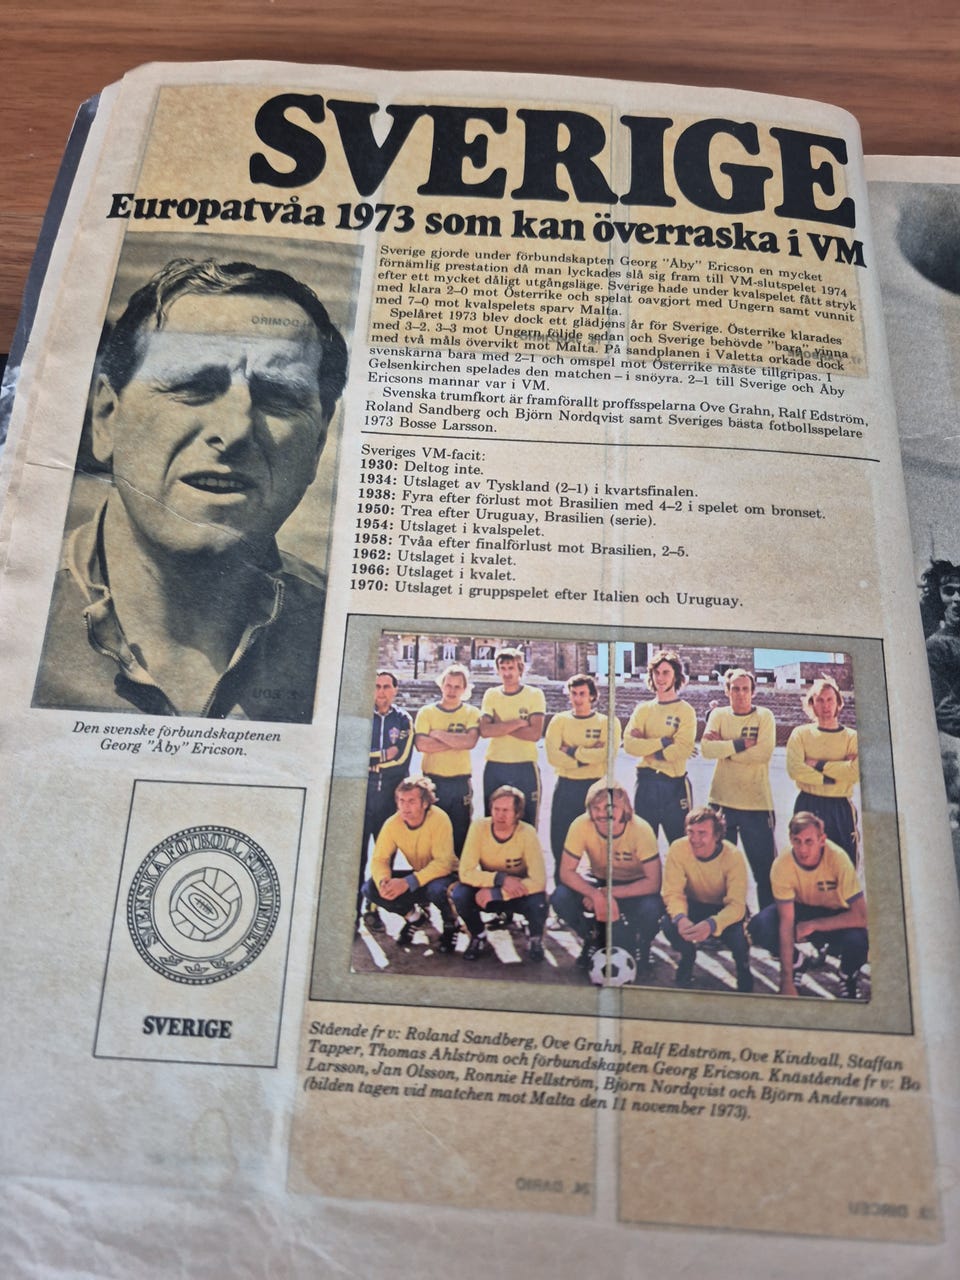 SVERIGE
Europatvåa 1973 som kan överraska i VM
Sverige gjorde under förbundskapten Georg "Åby" Ericson en mycket
förnämlig prestation då man lyckades slå sig fram till VM-slutspelet 1974
efter ett mycket dåligt utgångsläge. Sverige hade under kvalspelet fått stryk
med klara 2–0 mot Österrike och spelat oavgjort med Ungern samt vunnit
med 7–0 mot kvalspelets sparv Malta.
Spelåret 1973 blev dock ett glädjens år för Sverige. Österrike klarades
med 3–2. 3–3 mot Ungern följde sedan och Sverige behövde "bara" vinna
med två måls övervikt mot Malta. På sandplanen i Valetta orkade dock
svenskarna bara med 2–1 och omspel mot Österrike måste tillgripas. I
Gelsenkirchen spelades den matchen – i snöyra. 2–1 till Sverige och Åby
Ericsons mannar var i VM.
Svenska trumfkort är framförallt proffsspelarna Ove Grahn, Ralf Edström,
Roland Sandberg och Björn Nordqvist samt Sveriges bästa fotbollsspelare
1973 Bosse Larsson.
Sveriges VM-facit:
1930: Deltog inte.
1934: Utslaget av Tyskland (2–1) i kvartsfinalen.
1938: Fyra efter förlust mot Brasilien med 4–2 i spelet om bronset.
1950: Trea efter Uruguay, Brasilien (serie).
1954: Utslaget i kvalspelet.
1958: Tvåa efter finalförlust mot Brasilien, 2–5.
1962: Utslaget i kvalet.
1966: Utslaget i kvalet.
1970: Utslaget i gruppspelet efter Italien och Uruguay.
Den svenske förbundskaptenen
Georg "Åby" Ericson.
SVENSKA FOTBOLLFÖRBUNDET
SVERIGE
Stående fr v: Roland Sandberg, Ove Grahn, Ralf Edström, Ove Kindvall, Staffan
Tapper, Thomas Ahlström och förbundskapten Georg Ericson. Knästående fr v: Bo
Larsson, Jan Olsson, Ronnie Hellström, Björn Nordqvist och Björn Andersson
(bilden tagen vid matchen mot Malta den 11 november 1973).